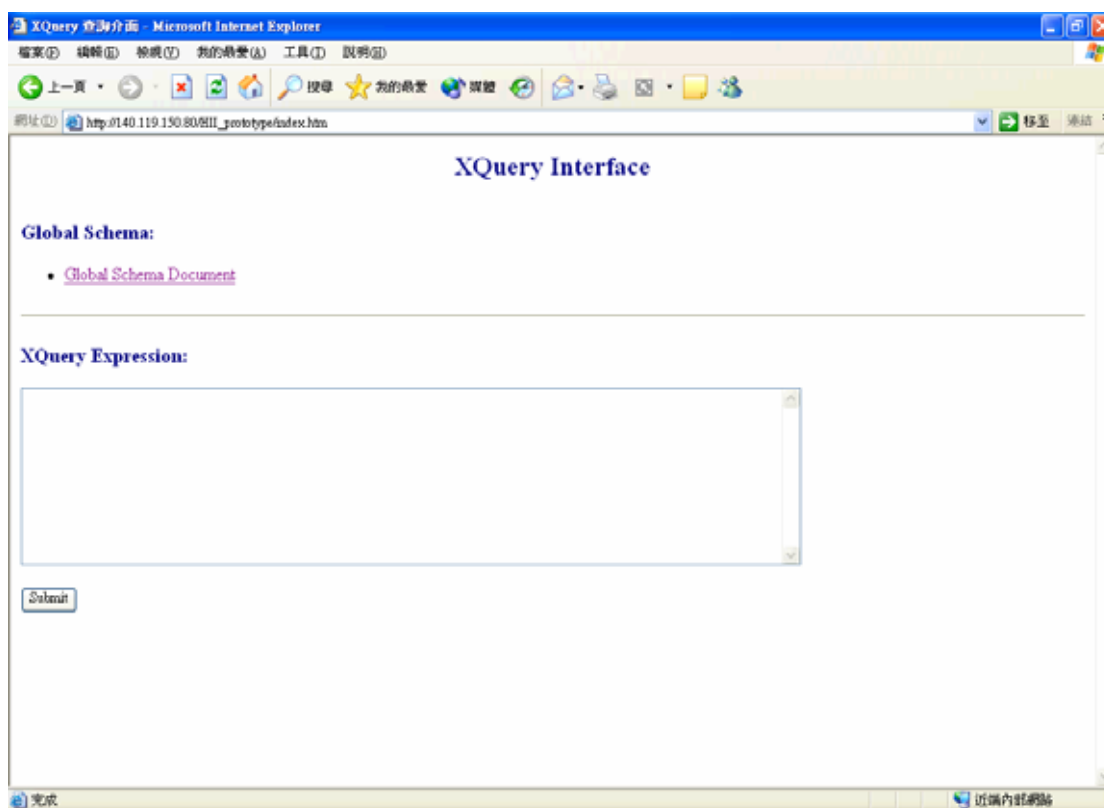 XQuery 查詢介面 - Microsoft Internet Explorer
檔案(F) 編輯(E) 檢視(V) 我的最愛(A) 工具(T) 說明(H)
上一頁 搜尋 我的最愛 媒體
網址(D) http://140.119.150.80/HII_prototype/index.htm 移至 連結
XQuery Interface
Global Schema:
• Global Schema Document
XQuery Expression:
Submit
完成 近端內部網路